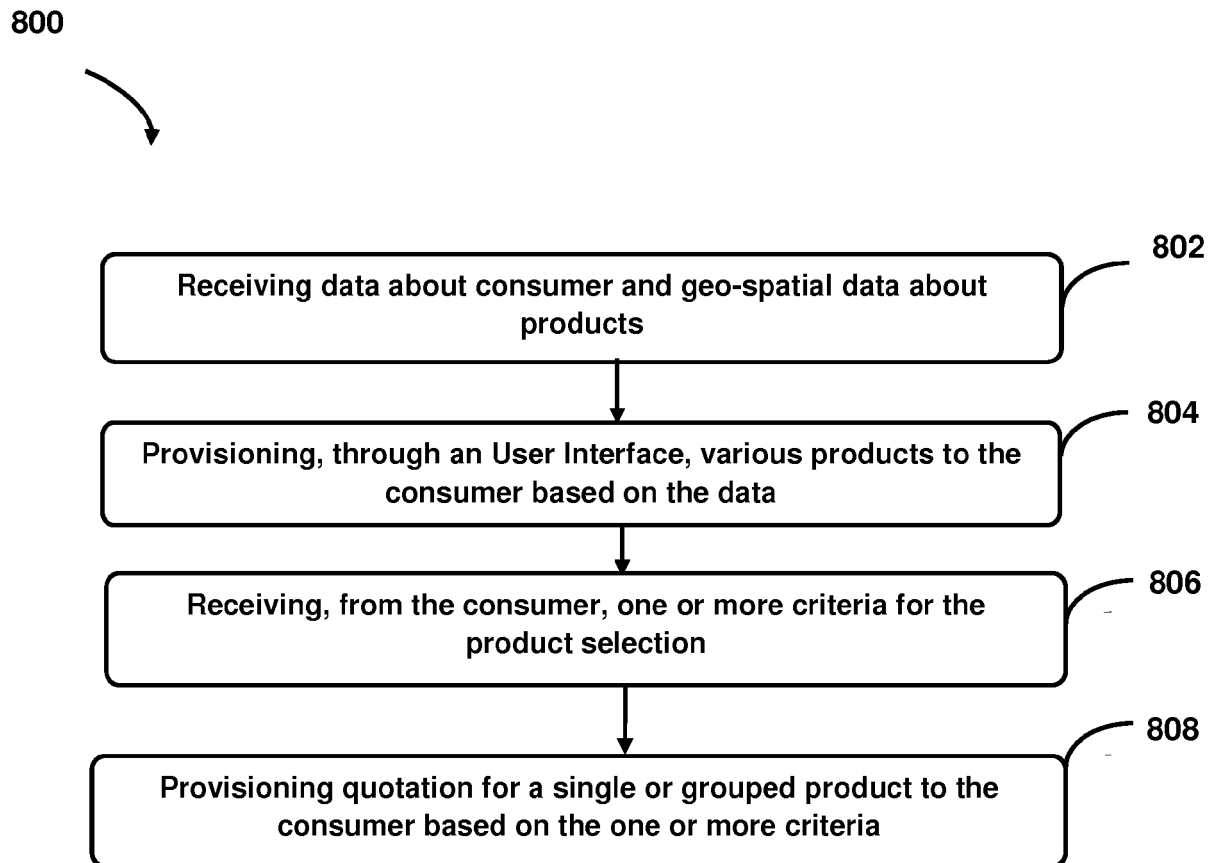 800
802
Receiving data about consumer and geo-spatial data about
products
804
Provisioning, through an User Interface, various products to the
consumer based on the data
806
Receiving, from the consumer, one or more criteria for the
product selection
808
Provisioning quotation for a single or grouped product to the
consumer based on the one or more criteria